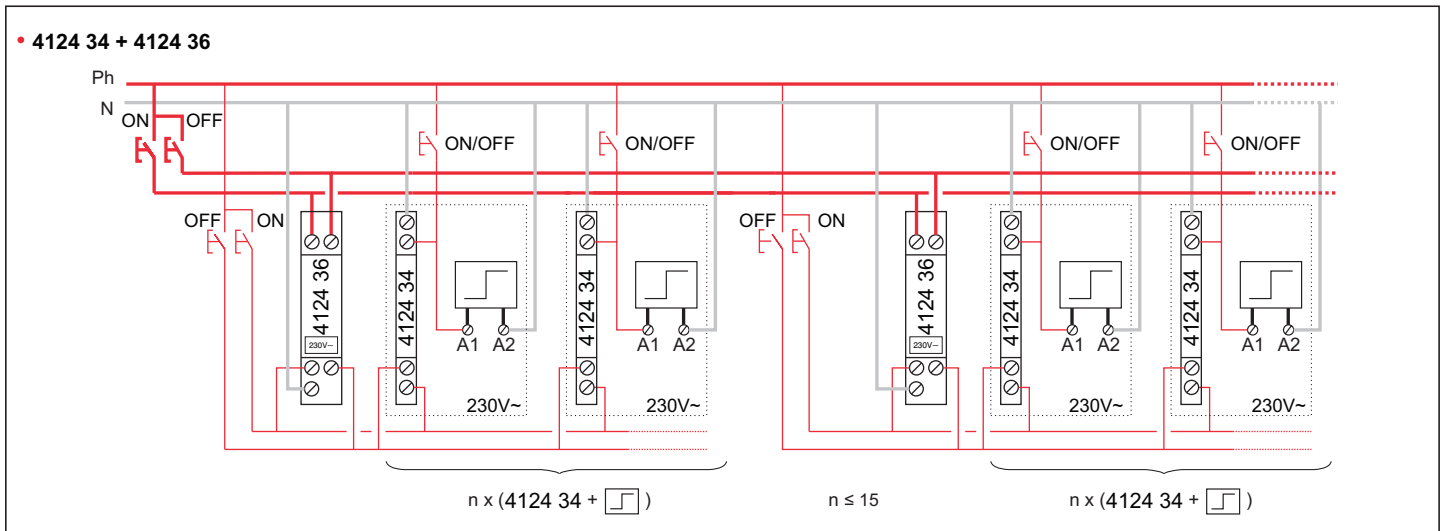 • 4124 34 + 4124 36
Ph
N
ON OFF
ON/OFF ON/OFF ON/OFF ON/OFF
OFF ON OFF ON
4124 36
230V~
4124 34
A1 A2
230V~
4124 34
A1 A2
230V~
4124 36
230V~
4124 34
A1 A2
230V~
4124 34
A1 A2
230V~
n x (4124 34 + ) n ≤ 15 n x (4124 34 + )